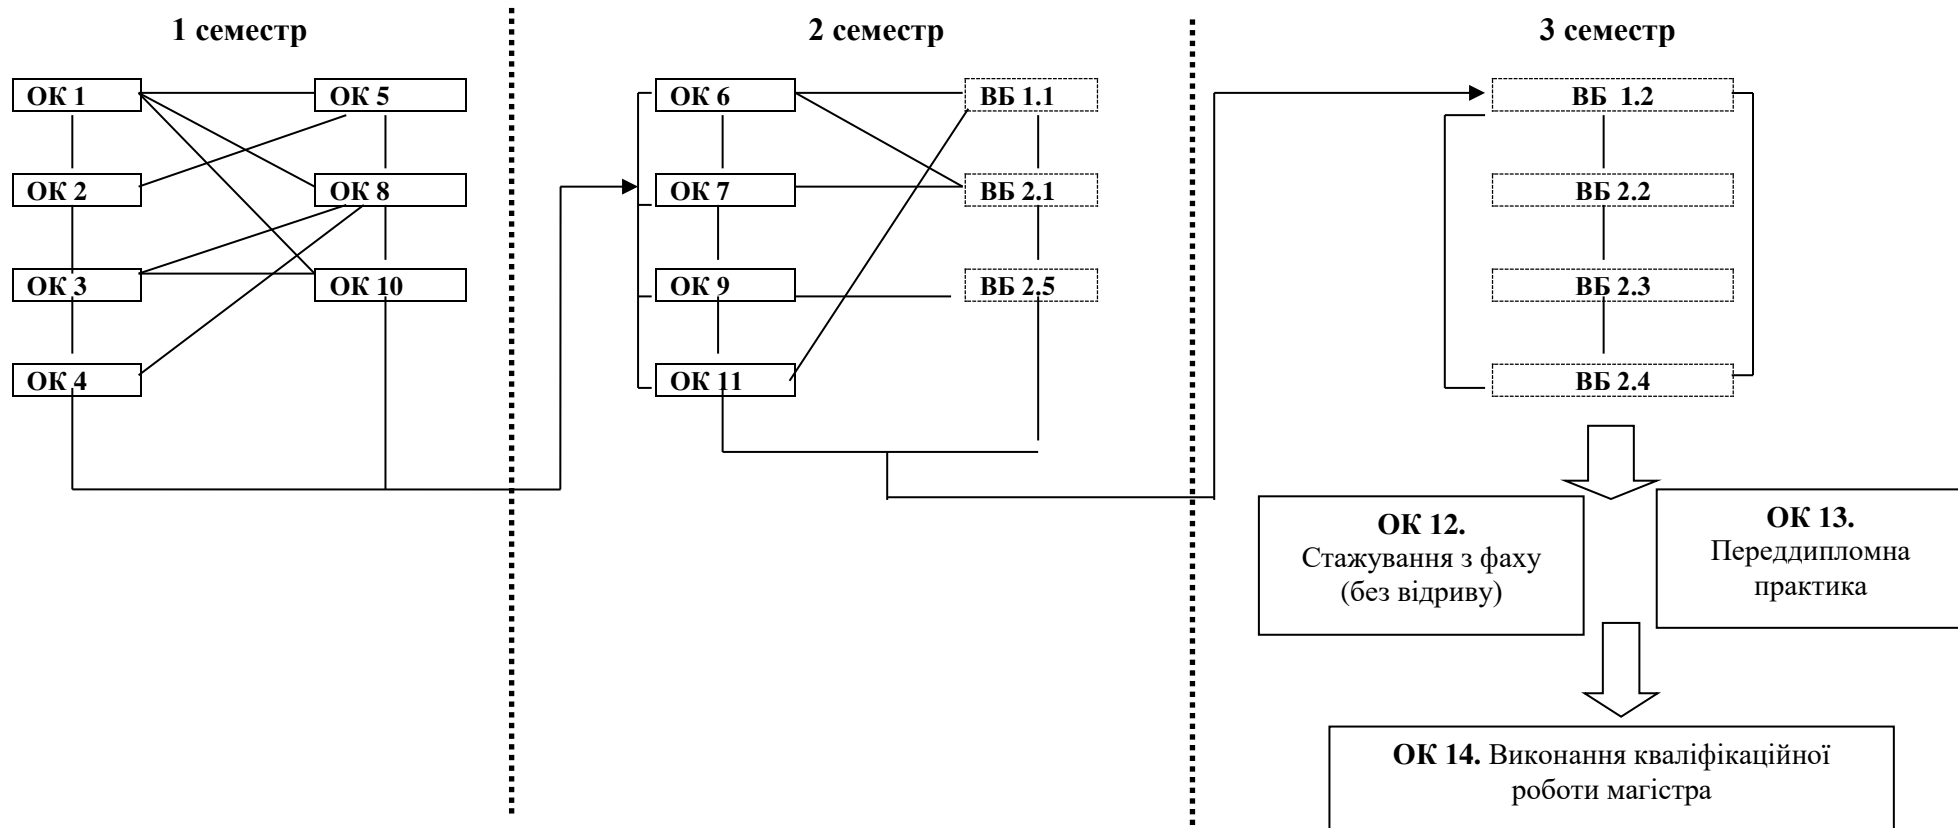 1 семестр
2 семестр
3 семестр
ОК 1
ОК 5
ОК 6
ВБ 1.1
ВБ 1.2
ОК 2
ОК 8
ОК 7
ВБ 2.1
ВБ 2.2
ОК 3
ОК 10
ОК 9
ВБ 2.5
ВБ 2.3
ОК 4
ОК 11
ВБ 2.4
ОК 12.
Стажування з фаху
(без відриву)
ОК 13.
Переддипломна
практика
ОК 14. Виконання кваліфікаційної
роботи магістра